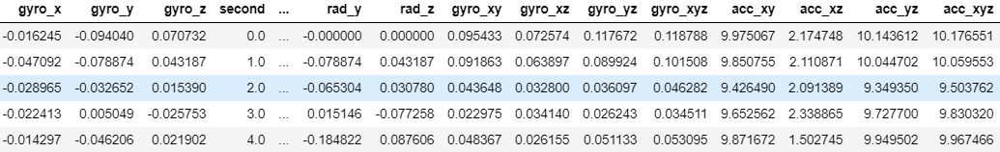 gyro_x gyro_y gyro_z second ... rad_y rad_z gyro_xy gyro_xz gyro_yz gyro_xyz acc_xy acc_xz acc_yz acc_xyz
-0.016245 -0.094040 0.070732 0.0 ... -0.000000 0.000000 0.095433 0.072574 0.117672 0.118788 9.975067 2.174748 10.143612 10.176551
-0.047092 -0.078874 0.043187 1.0 ... -0.078874 0.043187 0.091863 0.063897 0.089924 0.101508 9.850755 2.110871 10.044702 10.059553
-0.028965 -0.032652 0.015390 2.0 ... -0.065304 0.030780 0.043648 0.032800 0.036097 0.046282 9.426490 2.091389 9.349350 9.503762
-0.022413 0.005049 -0.025753 3.0 ... 0.015146 -0.077258 0.022975 0.034140 0.026243 0.034511 9.652562 2.338865 9.727700 9.830320
-0.014297 -0.046206 0.021902 4.0 ... -0.184822 0.087606 0.048367 0.026155 0.051133 0.053095 9.871672 1.502745 9.949502 9.967466